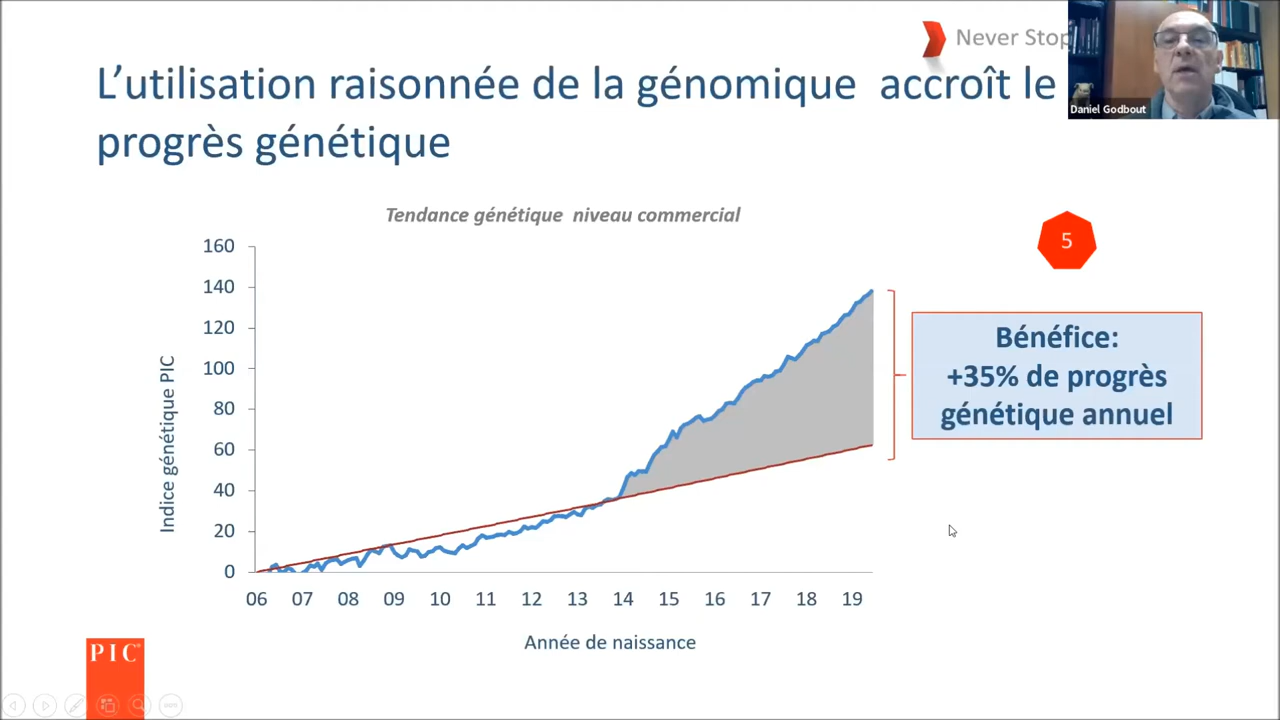 Never Stop
L’utilisation raisonnée de la génomique accroît le
progrès génétique
Daniel Godbout
Tendance génétique niveau commercial
5
160
140
120
100
80
60
40
20
0
Indice génétique PIC
06 07 08 09 10 11 12 13 14 15 16 17 18 19
Année de naissance
Bénéfice:
+35% de progrès
génétique annuel
PIC